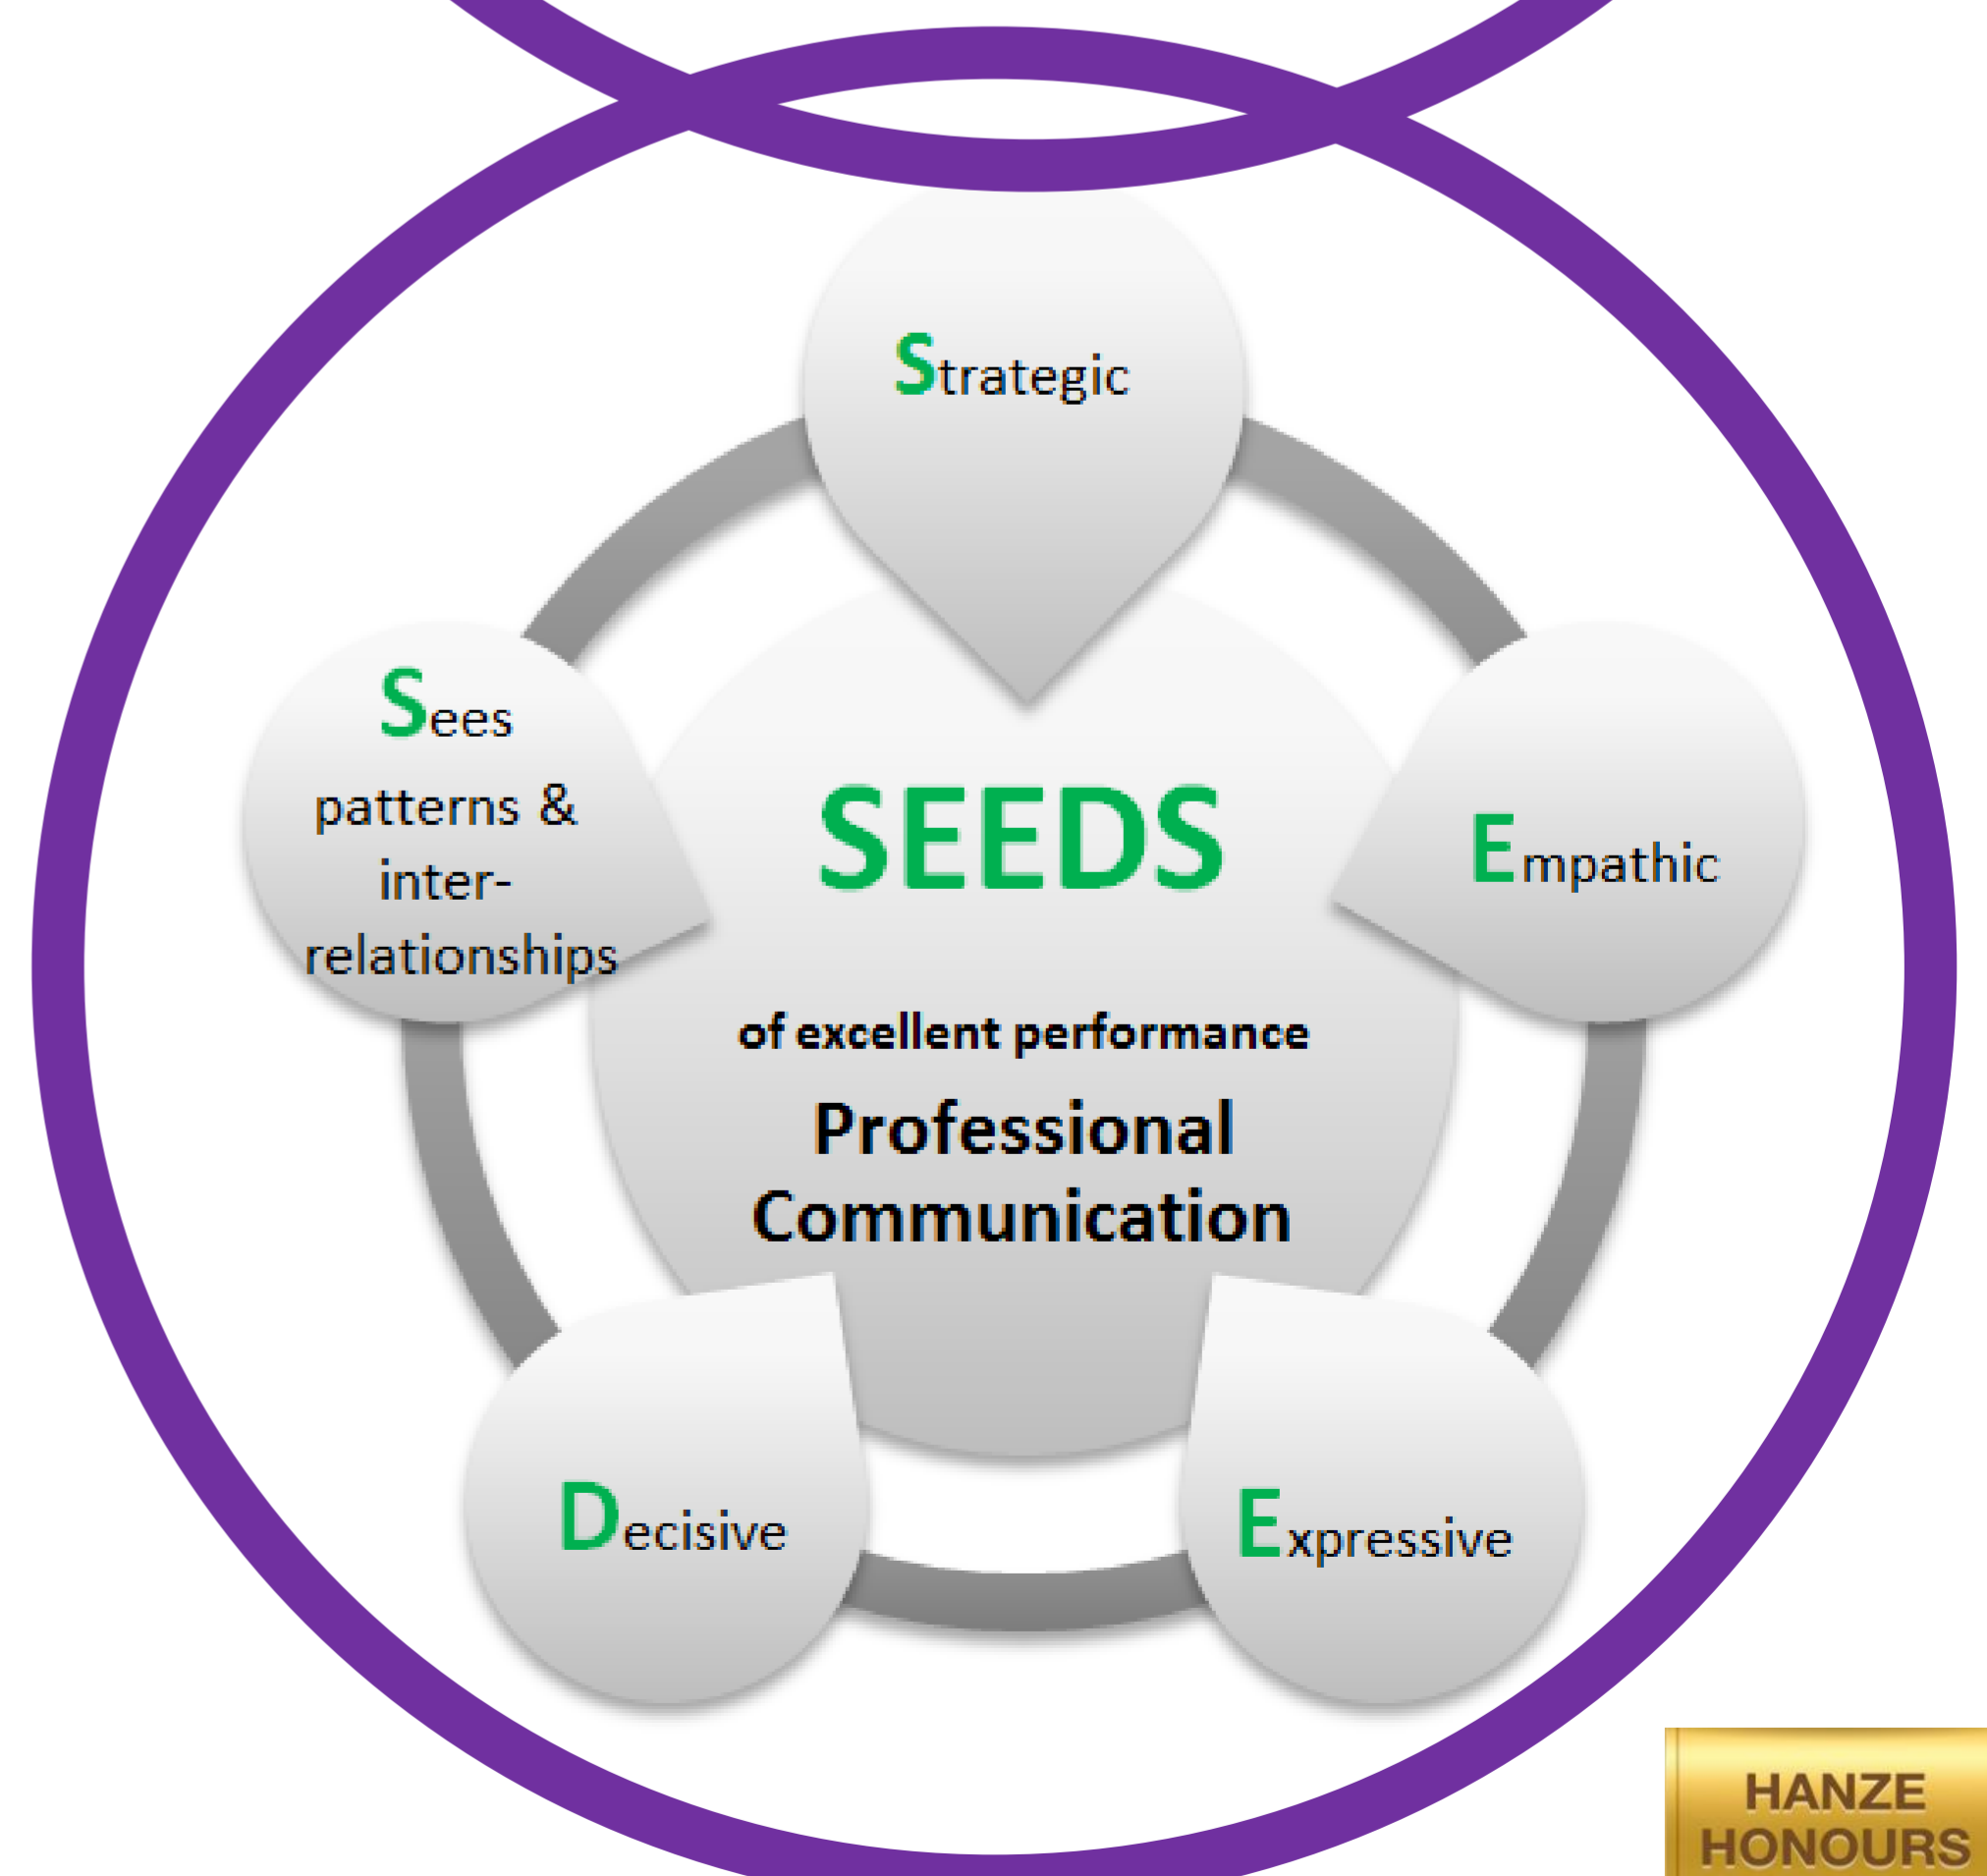 Strategic
Sees
patterns &
inter-
relationships
SEEDS
Empathic
of excellent performance
Professional
Communication
Decisive
Expressive
HANZE
HONOURS